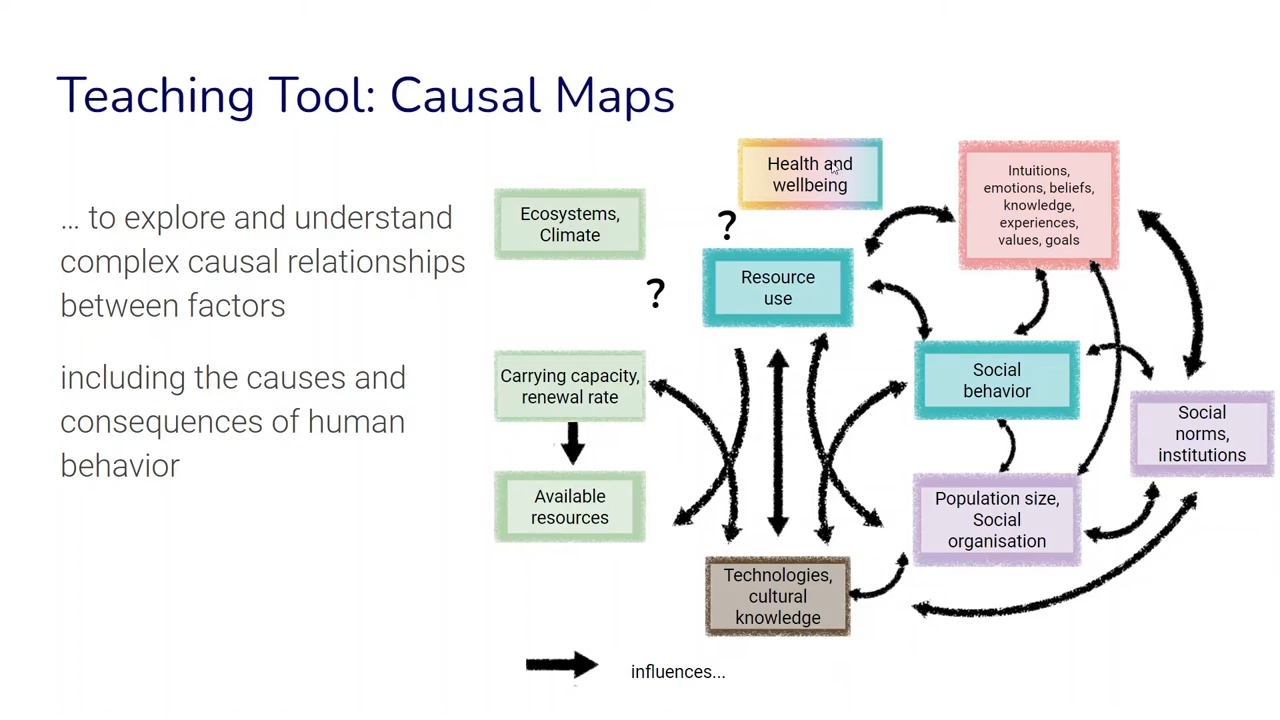 Teaching Tool: Causal Maps
... to explore and understand
complex causal relationships
between factors
including the causes and
consequences of human
behavior
Health and
wellbeing
Ecosystems,
Climate
?
?
Resource
use
Intuitions,
emotions, beliefs,
knowledge,
experiences,
values, goals
Carrying capacity,
renewal rate
Social
behavior
Social
norms,
institutions
Available
resources
Population size,
Social
organisation
Technologies,
cultural
knowledge
influences...